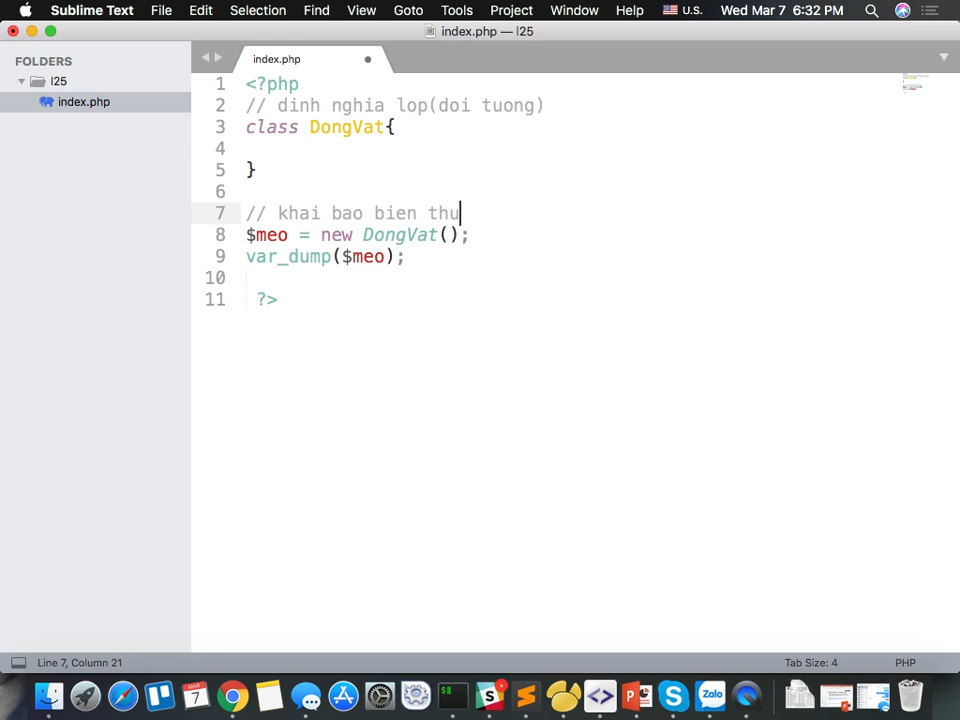 Sublime Text File Edit Selection Find View Goto Tools Project Window Help U.S. Wed Mar 7 6:32 PM
index.php — l25
FOLDERS
l25
index.php
index.php
1 <?php
2 // dinh nghia lop(doi tuong)
3 class DongVat{
4
5 }
6
7 // khai bao bien thu
8 $meo = new DongVat();
9 var_dump($meo);
10
11 ?>
Line 7, Column 21 Tab Size: 4 PHP
MAR
7
$
S
P
S
Zalo